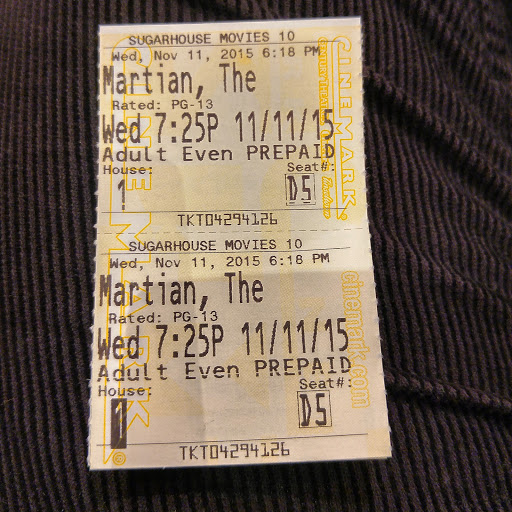 SUGARHOUSE MOVIES 10
Wed, Nov 11, 2015 6:18 PM
Martian, The
Rated: PG-13
Wed 7:25P 11/11/15
Adult Even PREPAID
House: Seat#:
1 D5
TKT04294126
CINEMARK
SUGARHOUSE MOVIES 10
Wed, Nov 11, 2015 6:18 PM
Martian, The
Rated: PG-13
Wed 7:25P 11/11/15
Adult Even PREPAID
House: Seat#:
1 D5
TKT04294126
cinemark.com
CINEMARK